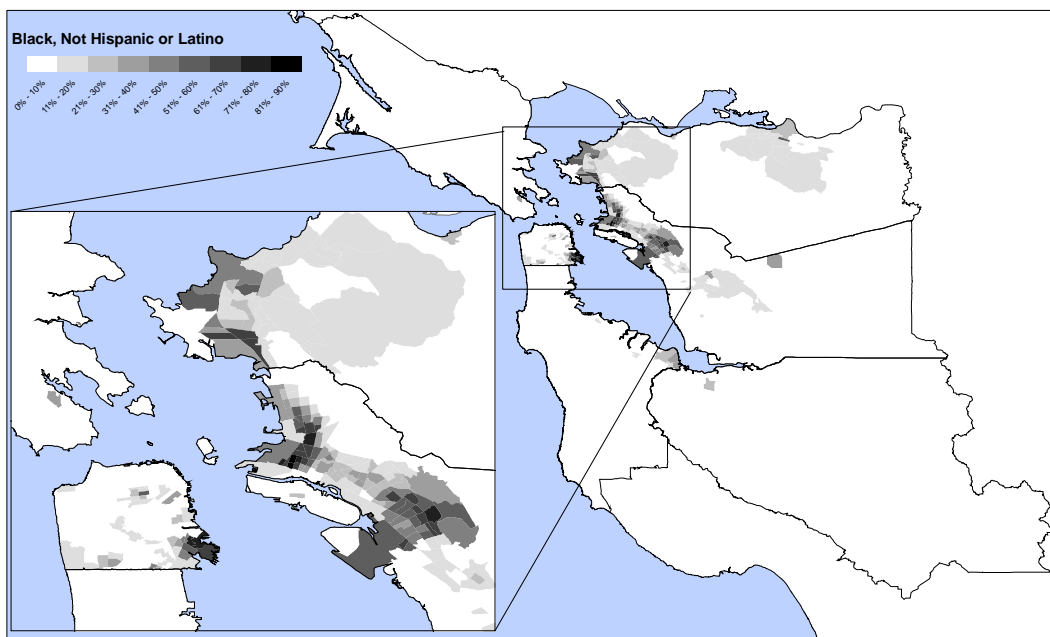 Black, Not Hispanic or Latino
0% - 10%
11% - 20%
21% - 30%
31% - 40%
41% - 50%
51% - 60%
61% - 70%
71% - 80%
81% - 90%